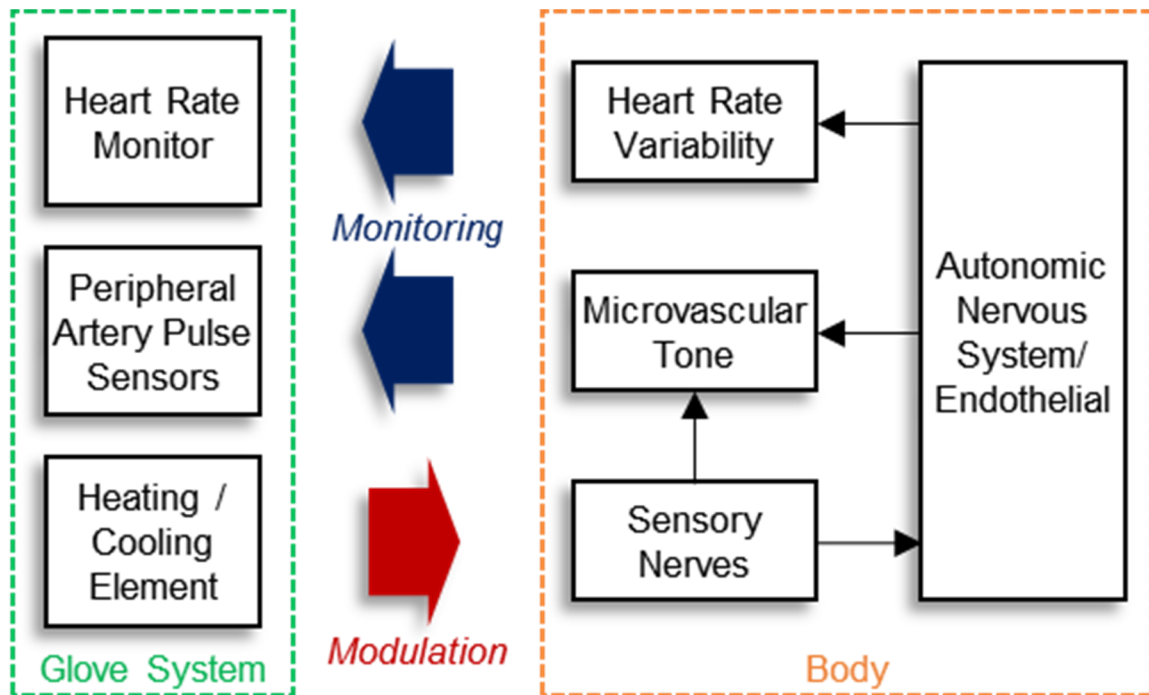 Heart Rate
Monitor
Peripheral
Artery Pulse
Sensors
Heating /
Cooling
Element
Glove System
Monitoring
Modulation
Heart Rate
Variability
Microvascular
Tone
Sensory
Nerves
Autonomic
Nervous
System/
Endothelial
Body